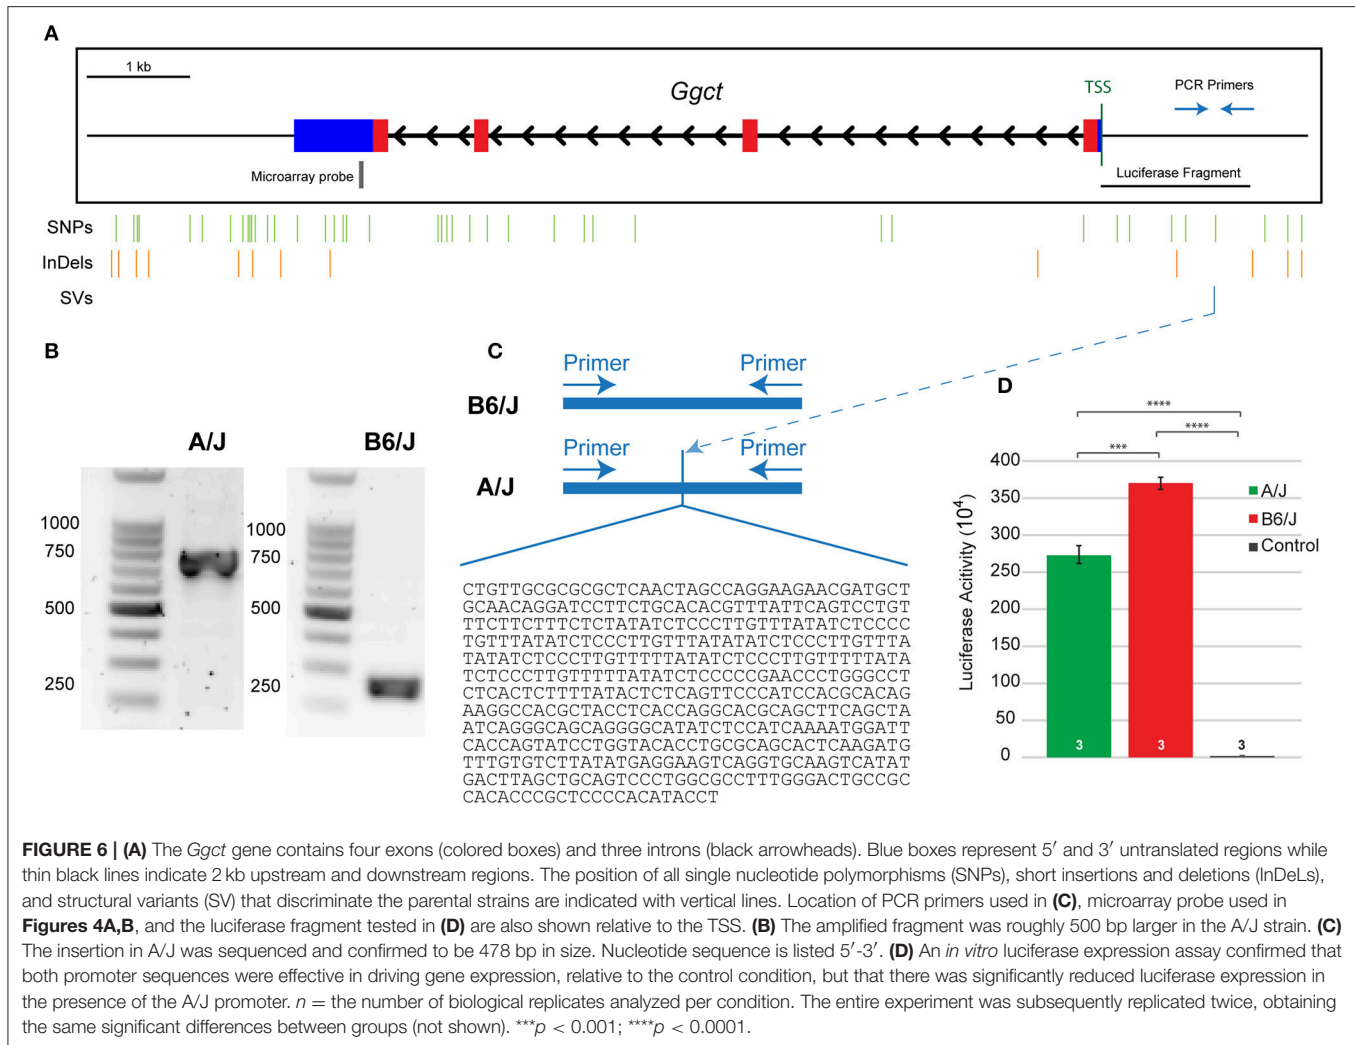 A
1 kb
Ggct
TSS
PCR Primers
Microarray probe
Luciferase Fragment
SNPs
InDels
SVs
B
A/J
B6/J
1000
750
500
250
1000
750
500
250
C
Primer
Primer
B6/J
Primer
Primer
A/J
CTGTTGCGCGCGCTCAACTAGCCAGGAAGAACGATGCT
GCAACAGGATCCTTCTGCACACGTTTATTCAGTCCTGT
TTCTTCTTTCTCTATATCTCCCTTGTTTATATCTCCCC
TGTTTATATCTCCCTTGTTTATATATCTCCCTTGTTTA
TATATCTCCCTTGTTTTTATATCTCCCTTGTTTTTATA
TCTCCCTTGTTTTTATATCTCCCCCGAACCCTGGGCCT
CTCACTCTTTTATACTCTCAGTTCCCATCCACGCACAG
AAGGCCACGCTACCTCACCAGGCACGCAGCTTCAGCTA
ATCAGGGCAGCAGGGGCATATCTCCATCAAAATGGATT
CACCAGTATCCTGGTACACCTGCGCAGCACTCAAGATG
TTTGTGTCTTATATGAGGAAGTCAGGTGCAAGTCATAT
GACTTAGCTGCAGTCCCTGGCGCCTTTGGGACTGCCGC
CACACCCGCTCCCCACATACCT
D
****
****
***
Luciferase Acitivity (10⁴)
400
350
300
250
200
150
100
50
0
A/J
B6/J
Control
3
3
3
FIGURE 6 | (A) The Ggct gene contains four exons (colored boxes) and three introns (black arrowheads). Blue boxes represent 5′ and 3′ untranslated regions while
thin black lines indicate 2 kb upstream and downstream regions. The position of all single nucleotide polymorphisms (SNPs), short insertions and deletions (InDeLs),
and structural variants (SV) that discriminate the parental strains are indicated with vertical lines. Location of PCR primers used in (C), microarray probe used in
Figures 4A,B, and the luciferase fragment tested in (D) are also shown relative to the TSS. (B) The amplified fragment was roughly 500 bp larger in the A/J strain. (C)
The insertion in A/J was sequenced and confirmed to be 478 bp in size. Nucleotide sequence is listed 5′-3′. (D) An in vitro luciferase expression assay confirmed that
both promoter sequences were effective in driving gene expression, relative to the control condition, but that there was significantly reduced luciferase expression in
the presence of the A/J promoter. n = the number of biological replicates analyzed per condition. The entire experiment was subsequently replicated twice, obtaining
the same significant differences between groups (not shown). ***p < 0.001; ****p < 0.0001.